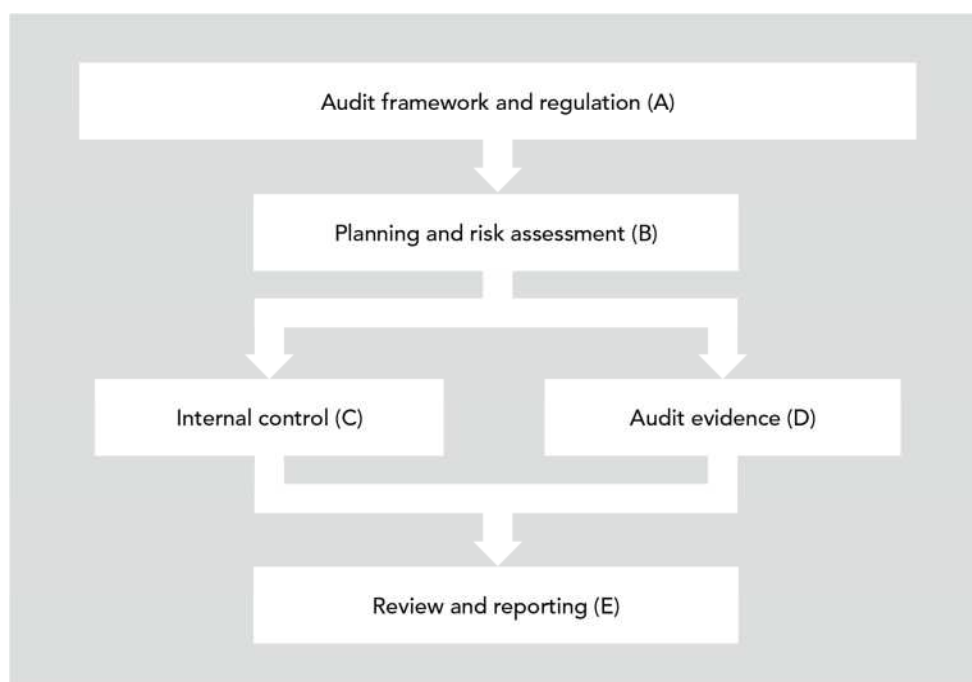 Audit framework and regulation (A)
Planning and risk assessment (B)
Internal control (C)
Audit evidence (D)
Review and reporting (E)